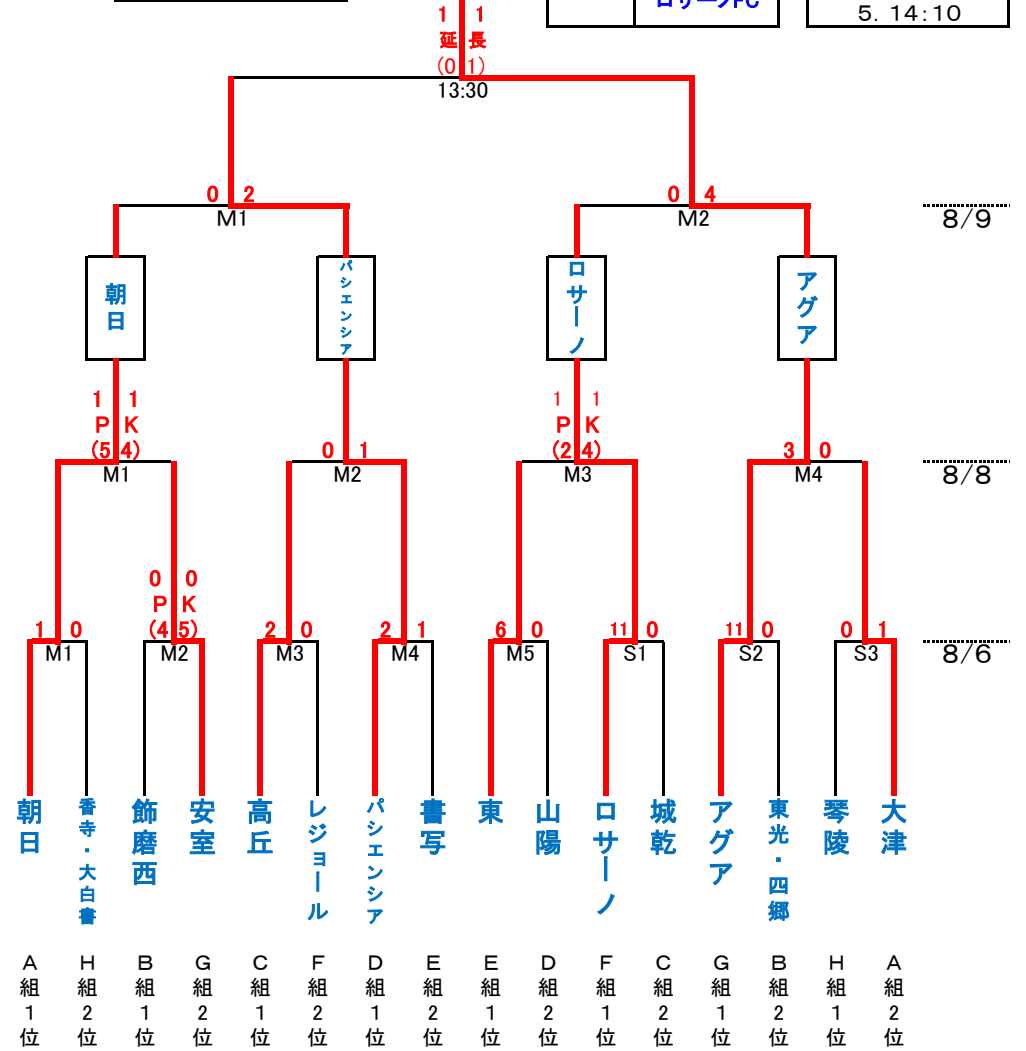 5. 14:10
1 1
延 長
(0 1)
13:30
0 2
M1
0 4
M2
8/9
朝日
パシエンシア
ロサーノ
アグア
1 1
P K
(5 4)
M1
0 1
M2
1 1
P K
(2 4)
M3
3 0
M4
8/8
1 0
M1
0 0
P K
(4 5)
M2
2 0
M3
2 1
M4
6 0
M5
11 0
S1
11 0
S2
0 1
S3
8/6
朝日
香寺・大白書
飾磨西
安室
高丘
レジョール
パシエンシア
書写
東
山陽
ロサーノ
城乾
アグア
東光・四郷
琴陵
大津
A組1位
H組2位
B組1位
G組2位
C組1位
F組2位
D組1位
E組2位
E組1位
D組2位
F組1位
C組2位
G組1位
B組2位
H組1位
A組2位